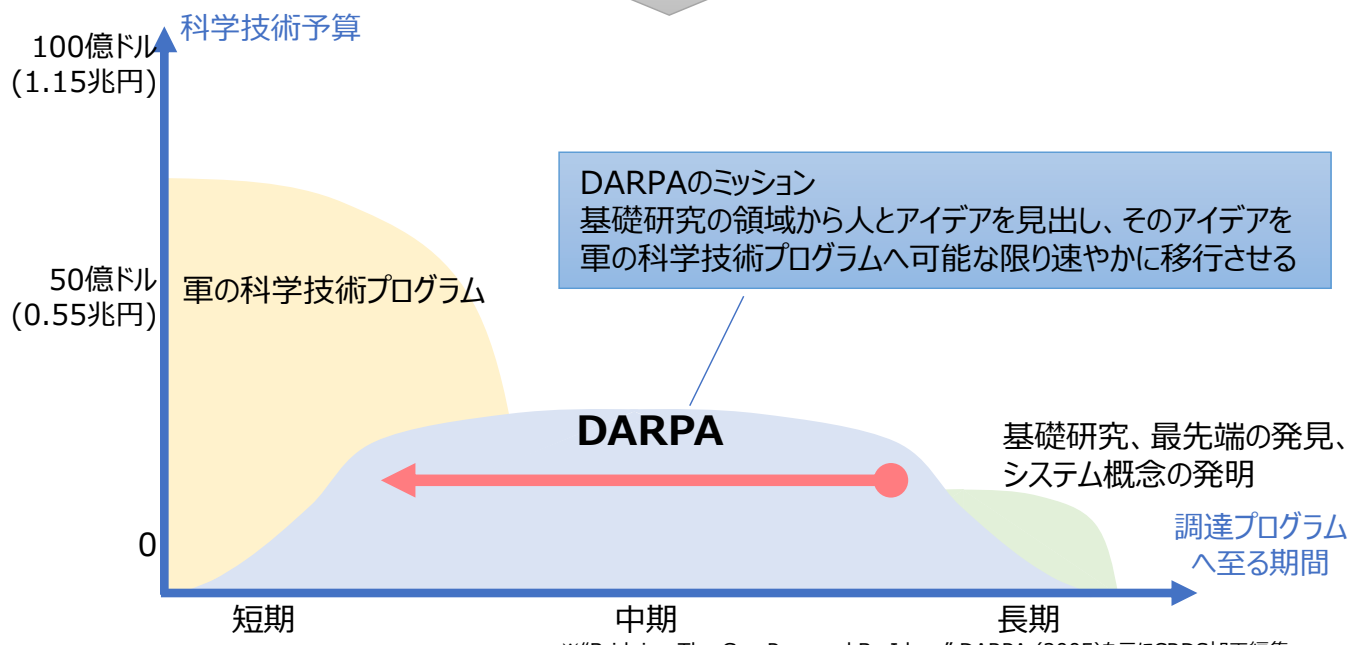 科学技術予算
100億ドル
(1.15兆円)
DARPAのミッション
基礎研究の領域から人とアイデアを見出し、そのアイデアを
軍の科学技術プログラムへ可能な限り速やかに移行させる
50億ドル
(0.55兆円)
軍の科学技術プログラム
DARPA
基礎研究、最先端の発見、
システム概念の発明
0
調達プログラム
へ至る期間
短期
中期
長期